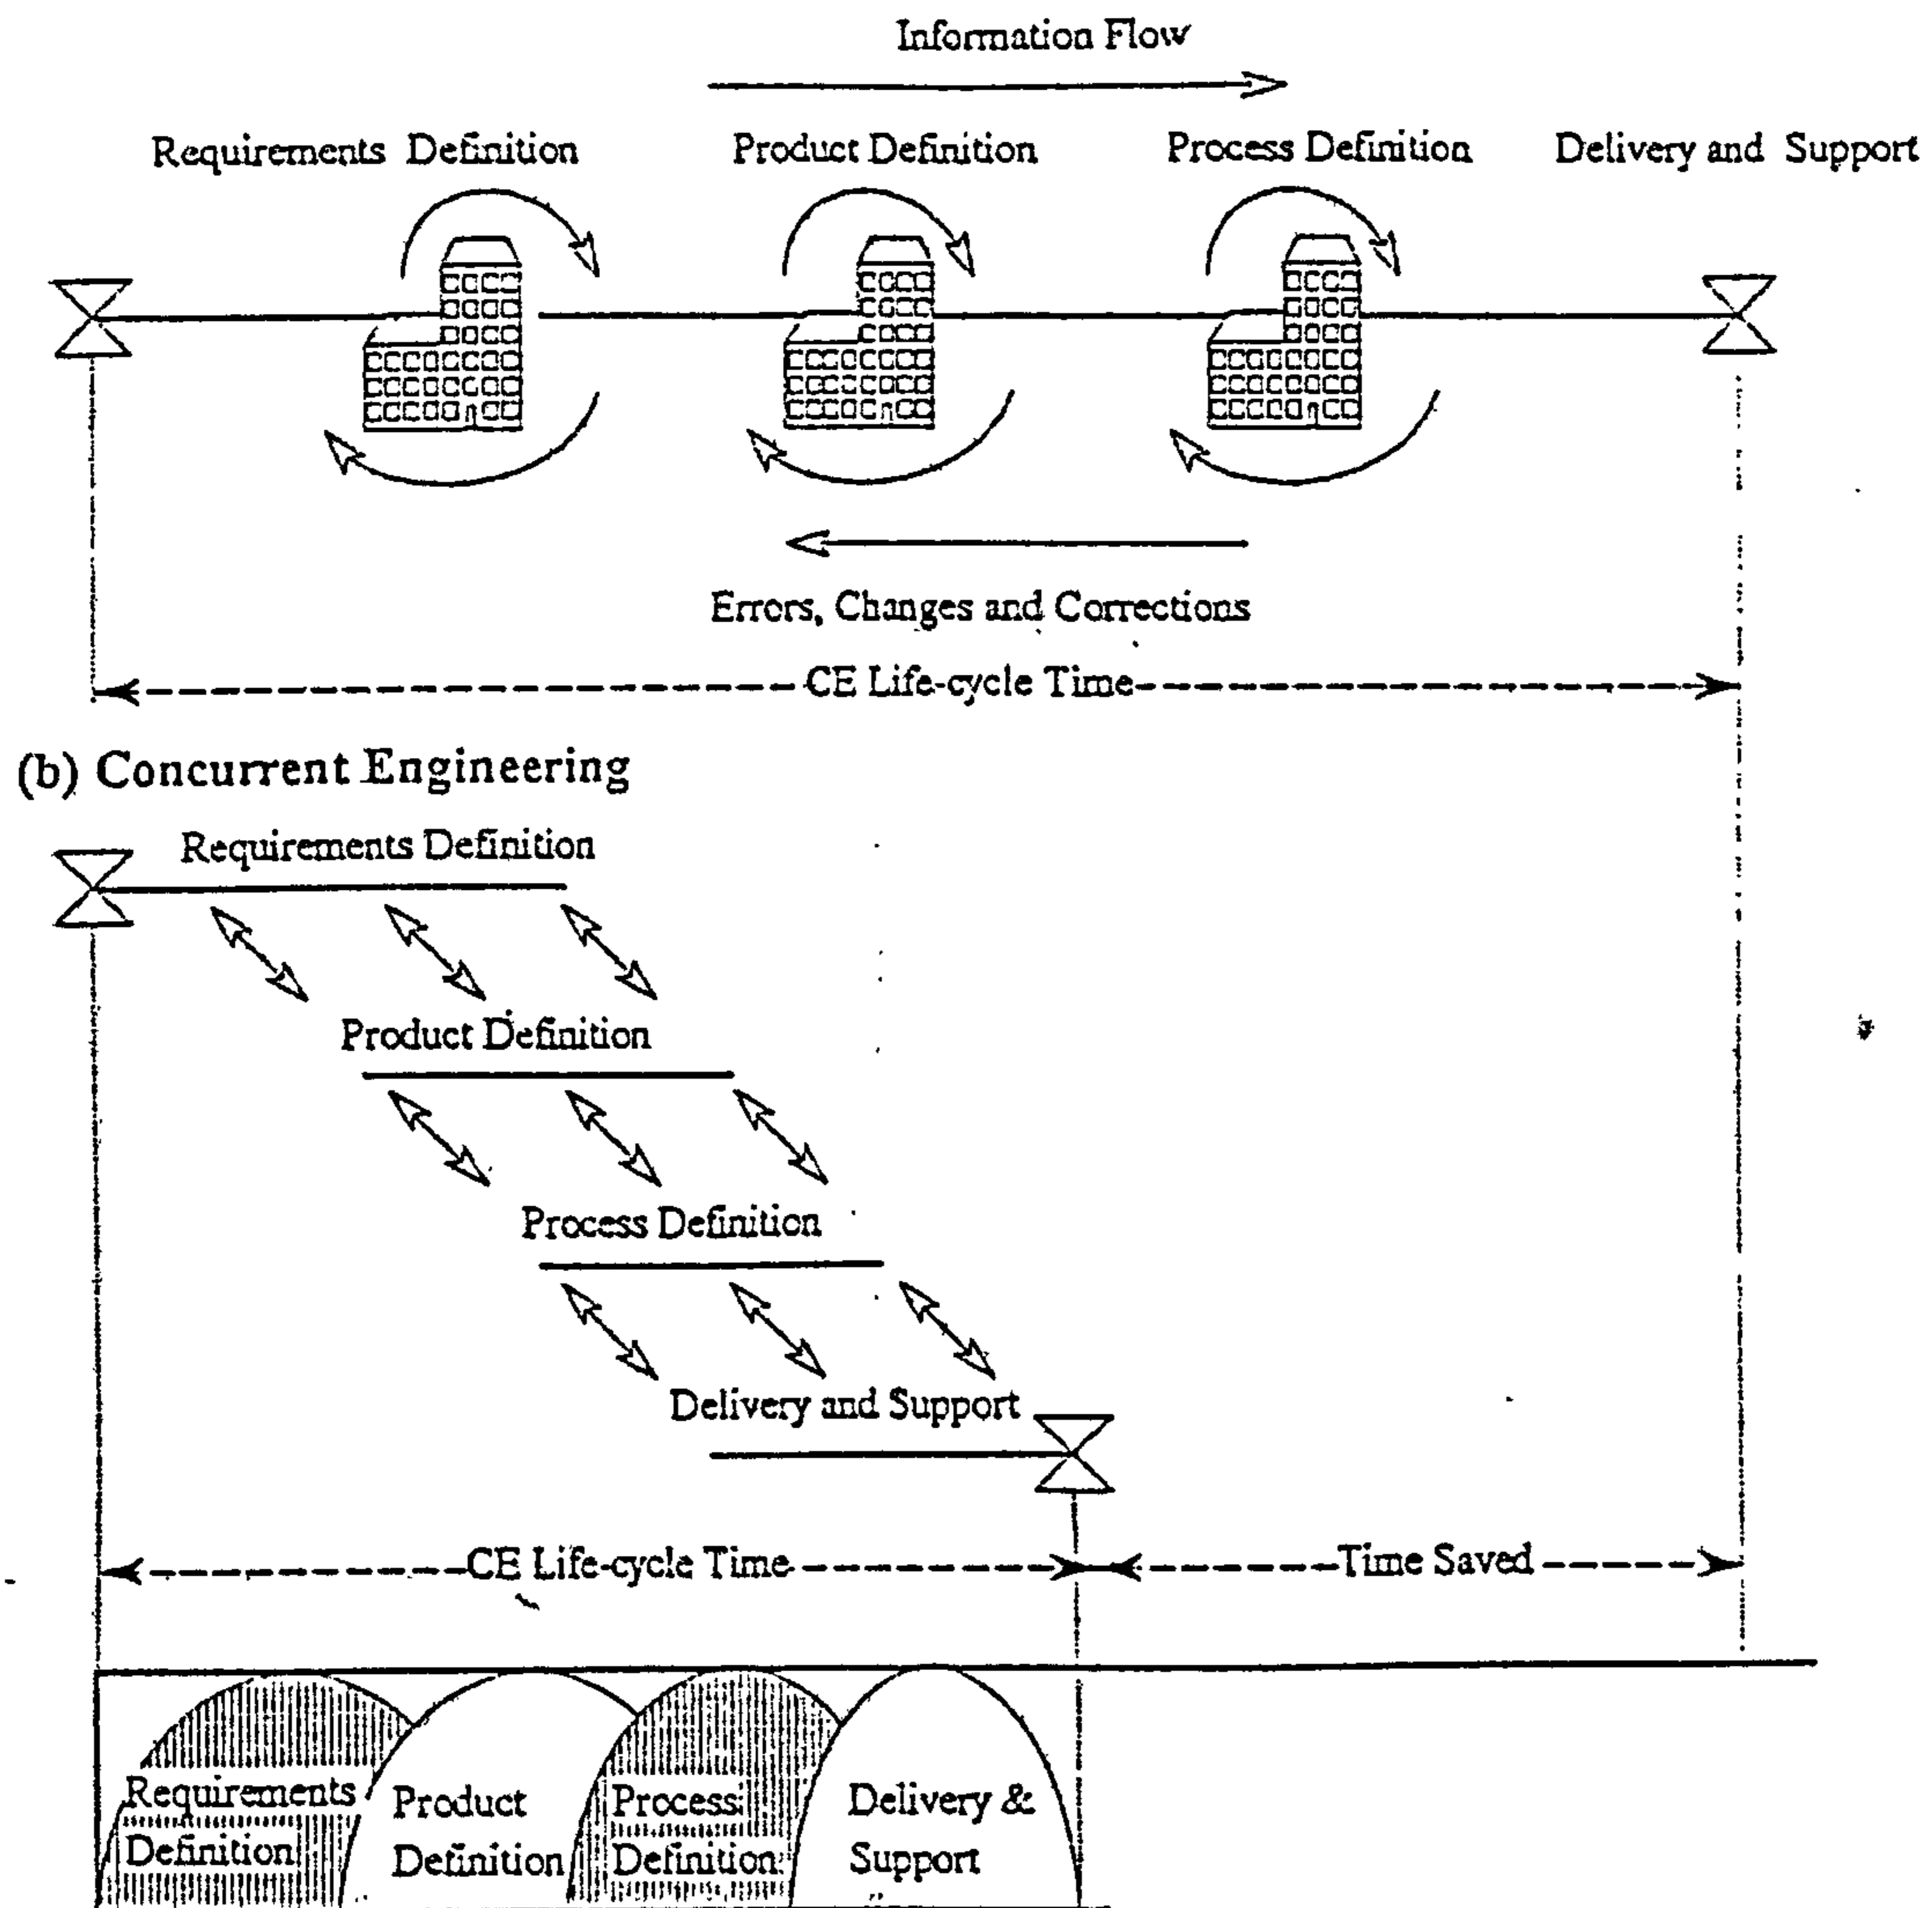 Information Flow
Requirements Definition
Product Definition
Process Definition
Delivery and Support
Errors, Changes and Corrections
CE Life-cycle Time
(b) Concurrent Engineering
Requirements Definition
Product Definition
Process Definition
Delivery and Support
CE Life-cycle Time
Time Saved
Requirements
Definition
Product
Definition
Process
Definition
Delivery &
Support